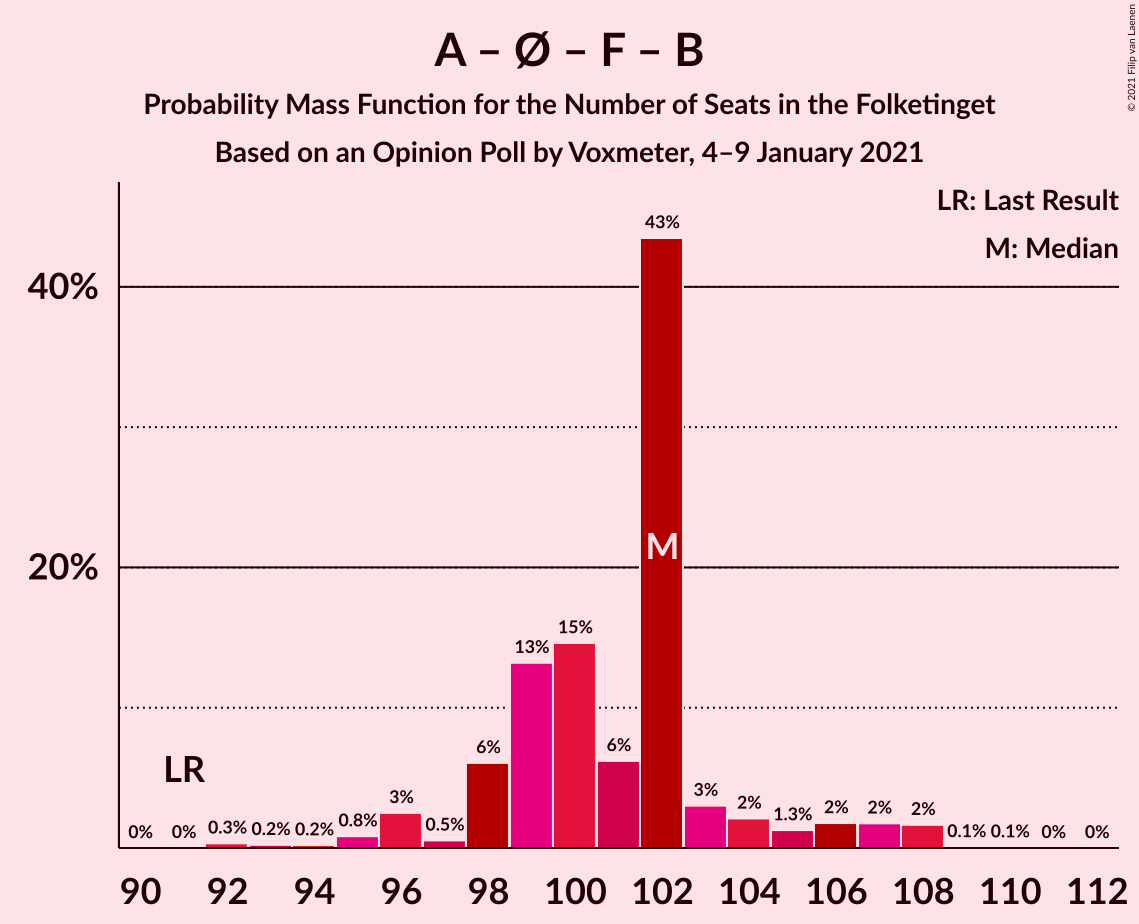 A – Ø – F – B
Probability Mass Function for the Number of Seats in the Folketinget
Based on an Opinion Poll by Voxmeter, 4–9 January 2021
© 2021 Filip van Laenen
LR: Last Result
M: Median
43%
40%
M
20%
15%
13%
6%
6%
LR
3%
3%
2%
2%
2%
2%
1.3%
0.8%
0.5%
0%
0%
0.3%
0.2%
0.2%
0.1%
0.1%
0%
0%
90 92 94 96 98 100 102 104 106 108 110 112